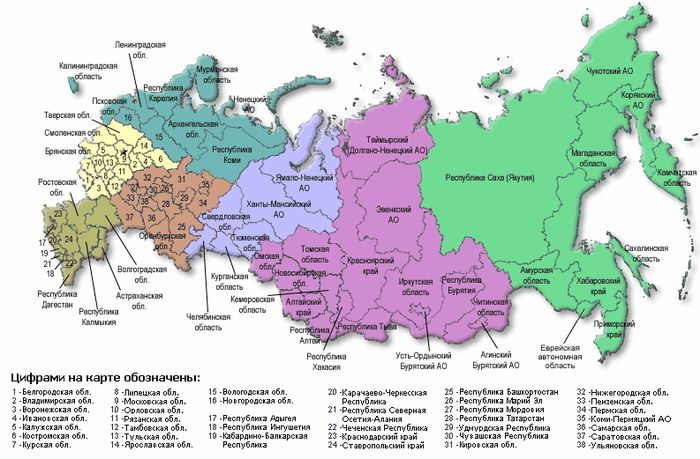 Ленинградская
обл.
Калининградская
область
Мурманская
область
Республика
Карелия
Ненецкий
АО
Псковская
обл.
Тверская обл.
Смоленская обл.
Брянская обл.
Архангельская
обл.
Республика
Коми
Чукотский АО
Корякский
АО
Таймырский
(Долгано-Ненецкий АО)
Ямало-Ненецкий
АО
Магаданская
область
Камчатская
область
Республика Саха (Якутия)
Ростовская
обл.
Ханты-Мансийский
АО
Эвенкский
АО
Свердловская
обл.
Оренбургская
обл.
Тюменская
обл.
Омская
обл.
Томская
область
Красноярский
край
Сахалинская
область
Новосибирская
обл.
Иркутская
область
Республика
Бурятия
Амурская
обл.
Хабаровский
край
Волгоградская
обл.
Курганская
обл.
Читинская
обл.
Республика
Дагестан
Астраханская
обл.
Кемеровская
обл.
Алтайский
край
Приморский
край
Республика
Калмыкия
Челябинская
область
Республика
Алтай
Республика Тыва
Республика
Хакасия
Усть-Ордынский
Бурятский АО
Агинский
Бурятский АО
Еврейская
автономная
область
Цифрами на карте обозначены:
1 - Белгородская обл.
2 - Владимирская обл.
3 - Воронежская обл.
4 - Ивановская обл.
5 - Калужская обл.
6 - Костромская обл.
7 - Курская обл.
8 - Липецкая обл.
9 - Московская обл.
10 - Орловская обл.
11 - Рязанская обл.
12 - Тамбовская обл.
13 - Тульская обл.
14 - Ярославская обл.
15 - Вологодская обл.
16 - Новгородская обл.
17 - Республика Адыгея
18 - Республика Ингушетия
19 - Кабардино-Балкарская
Республика
20 - Карачаево-Черкесская
Республика
21 - Республика Северная
Осетия-Алания
22 - Чеченская Республика
23 - Краснодарский край
24 - Ставропольский край
25 - Республика Башкортостан
26 - Республика Марий Эл
27 - Республика Мордовия
28 - Республика Татарстан
29 - Удмурдская Республика
30 - Чувашская Республика
31 - Кировская обл.
32 - Нижегородская обл.
33 - Пензенская обл.
34 - Пермская обл.
35 - Коми-Пермяцкий АО
36 - Самарская обл.
37 - Саратовская обл.
38 - Ульяновская обл.